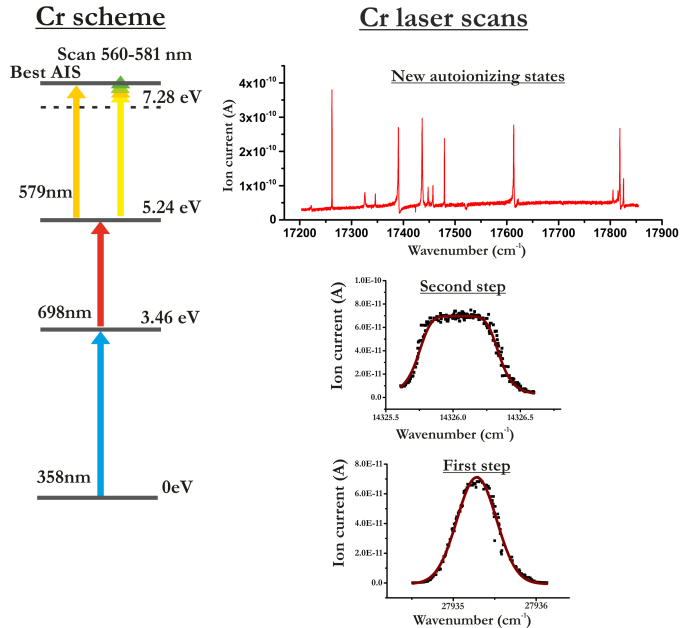 Cr scheme
Scan 560-581 nm
Best AIS
7.28 eV
579nm
5.24 eV
698nm
3.46 eV
358nm
0eV
Cr laser scans
New autoionizing states
Ion current (A)
4x10-10
3x10-10
2x10-10
1x10-10
0
17200 17300 17400 17500 17600 17700 17800 17900
Wavenumber (cm-1)
Second step
Ion current (A)
1.0E-10
8.0E-11
6.0E-11
4.0E-11
2.0E-11
0.0
14325.5 14326.0 14326.5
Wavenumber (cm-1)
First step
Ion current (A)
8.0E-11
6.0E-11
4.0E-11
2.0E-11
0.0
27935 27936
Wavenumber (cm-1)